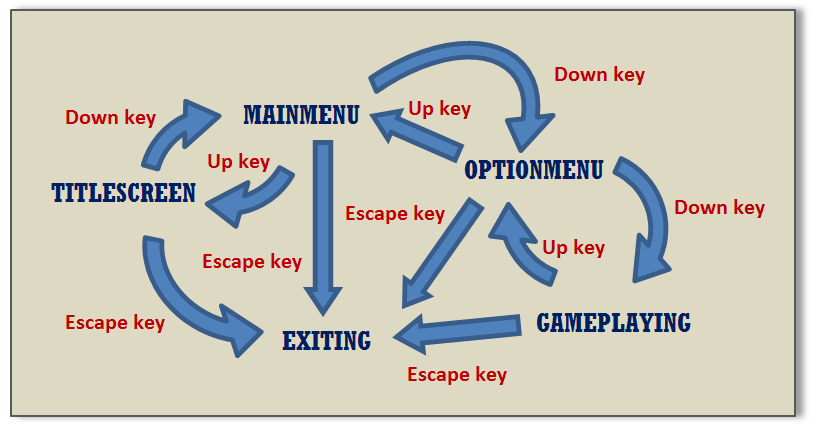 Down key
MAINMENU
Up key
Down key
Up key
OPTIONMENU
TITLESCREEN
Escape key
Down key
Escape key
Up key
Escape key
EXITING
GAMEPLAYING
Escape key